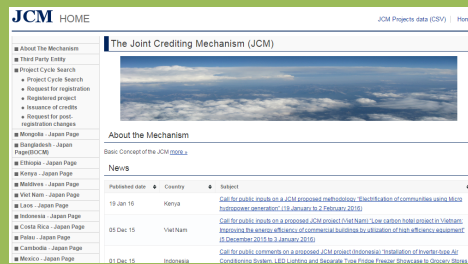 JCM HOME
JCM Projects data (CSV) Hom
About The Mechanism
Third Party Entity
Project Cycle Search
Project Cycle Search
Request for registration
Registered project
Issuance of credits
Request for post-
registration changes
Mongolia - Japan Page
Bangladesh - Japan
Page(BOCM)
Ethiopia - Japan Page
Kenya - Japan Page
Maldives - Japan Page
Viet Nam - Japan Page
Laos - Japan Page
Indonesia - Japan Page
Costa Rica - Japan Page
Palau - Japan Page
Cambodia - Japan Page
Mexico - Japan Page
The Joint Crediting Mechanism (JCM)
About the Mechanism
Basic Concept of the JCM more »
News
Published date Country Subject
19 Jan 16 Kenya Call for public inputs on a JCM proposed methodology "Electrification of communities using Micro
hydropower generation" (19 January to 2 February 2016)
05 Dec 15 Viet Nam Call for public inputs on a proposed JCM project (Viet Nam) "Low carbon hotel project in Vietnam:
Improving the energy efficiency of commercial buildings by utilization of high efficiency equipment"
(5 December 2015 to 3 January 2016)
01 Dec 15 Indonesia Call for public comments on a proposed JCM project (Indonesia) "Installation of Inverter-type Air
Conditioning System, LED Lighting and Separate Type Fridge Freezer Showcase to Grocery Stores